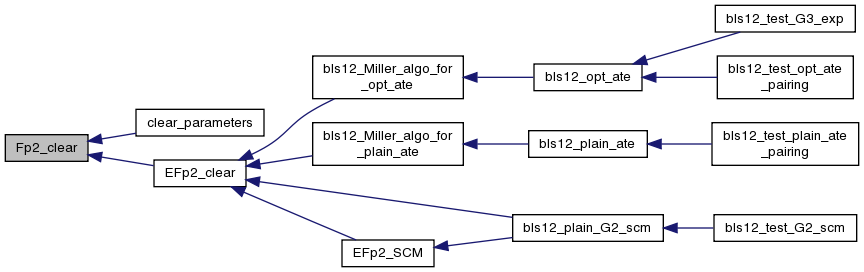 Fp2_clear
clear_parameters
EFp2_clear
bls12_Miller_algo_for
_opt_ate
bls12_Miller_algo_for
_plain_ate
EFp2_SCM
bls12_opt_ate
bls12_plain_ate
bls12_plain_G2_scm
bls12_test_G3_exp
bls12_test_opt_ate
_pairing
bls12_test_plain_ate
_pairing
bls12_test_G2_scm